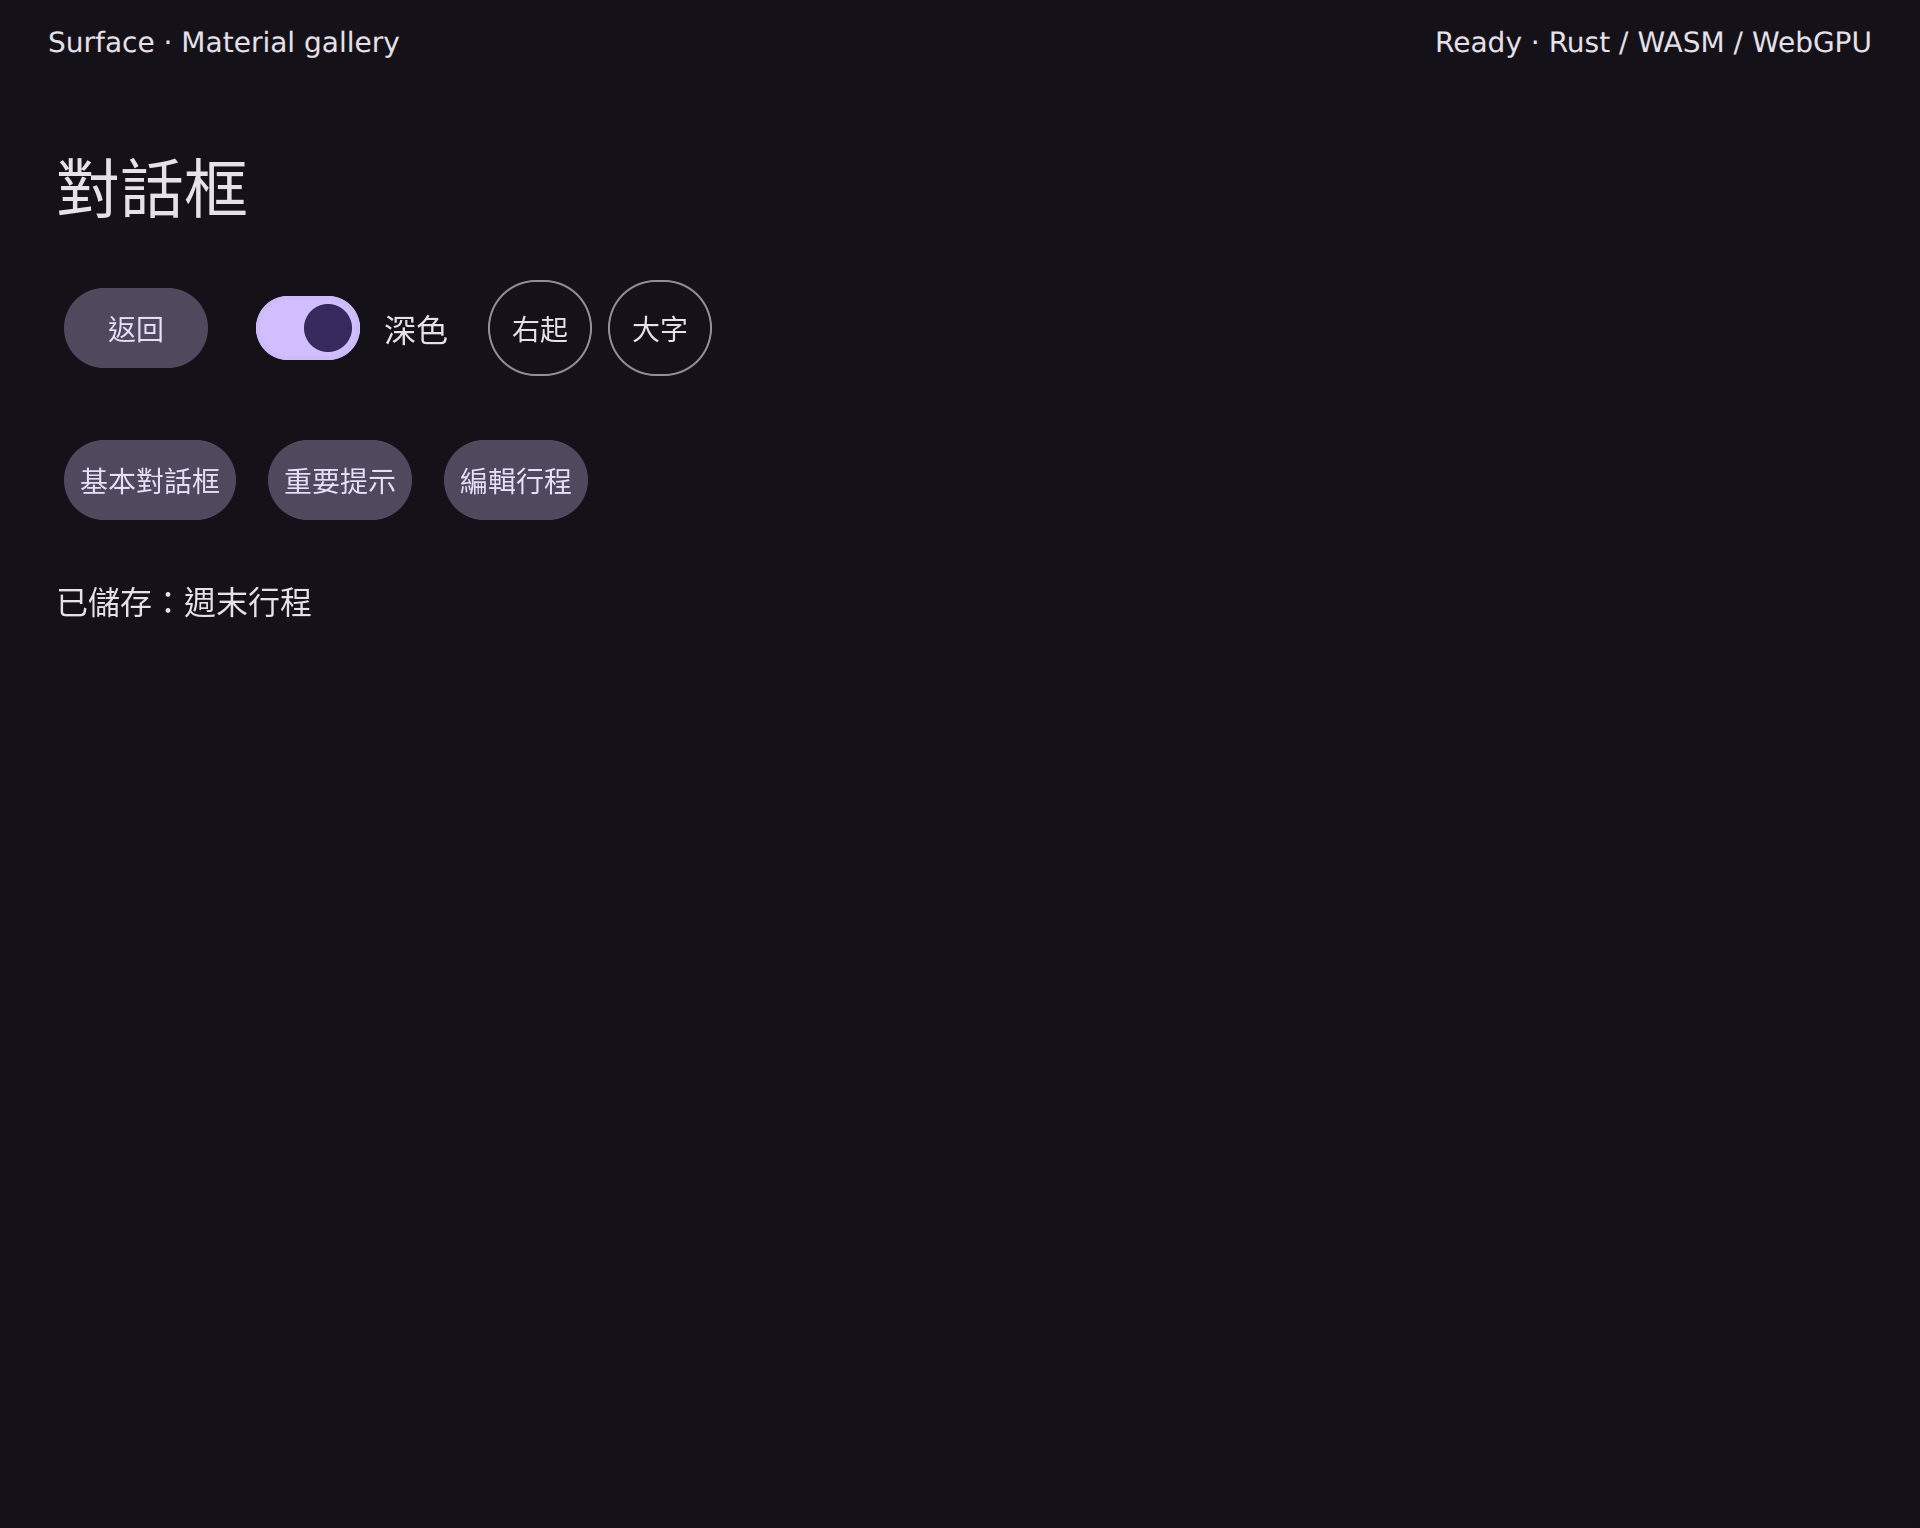 Surface · Material gallery
Ready · Rust / WASM / WebGPU
對話框
返回 深色 右起 大字
基本對話框 重要提示 編輯行程
已儲存：週末行程